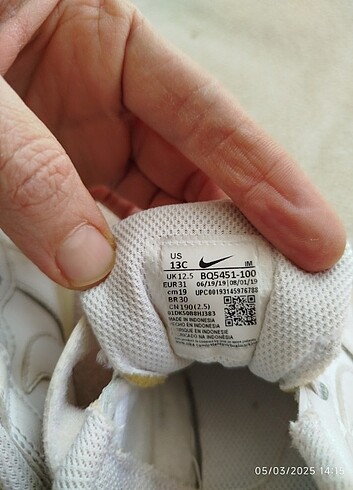 US
13C
IM
UK 12.5 BQ5451-100
EUR 31 06/19/19 | 08/01/19
cm 19 UPC00193145976788
BR 30
CN 190 (2.5)
MADE IN INDONESIA
HECHO EN INDONESIA
FABRIQUE EN INDONESIE
FABRICADO NA INDONESIA
05/03/2025 14:15